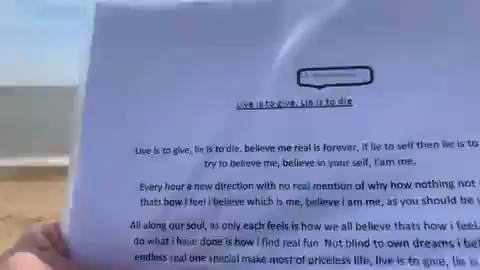 Live is to give, Lie is to die
Live is to give, lie is to die. believe me real is forever, if lie to self then lie is to
try to believe me, believe in your self, I'am me.
Every hour a new direction with no real mention of why how nothing not
thats how i feel i believe which is me, believe i am me, as you should be
All along our soul, as only each feels is how we all believe thats how i feel.
do what i have done is how i find real fun Not blind to own dreams i
endless real one special make most of priceless life, live is to give, lie is